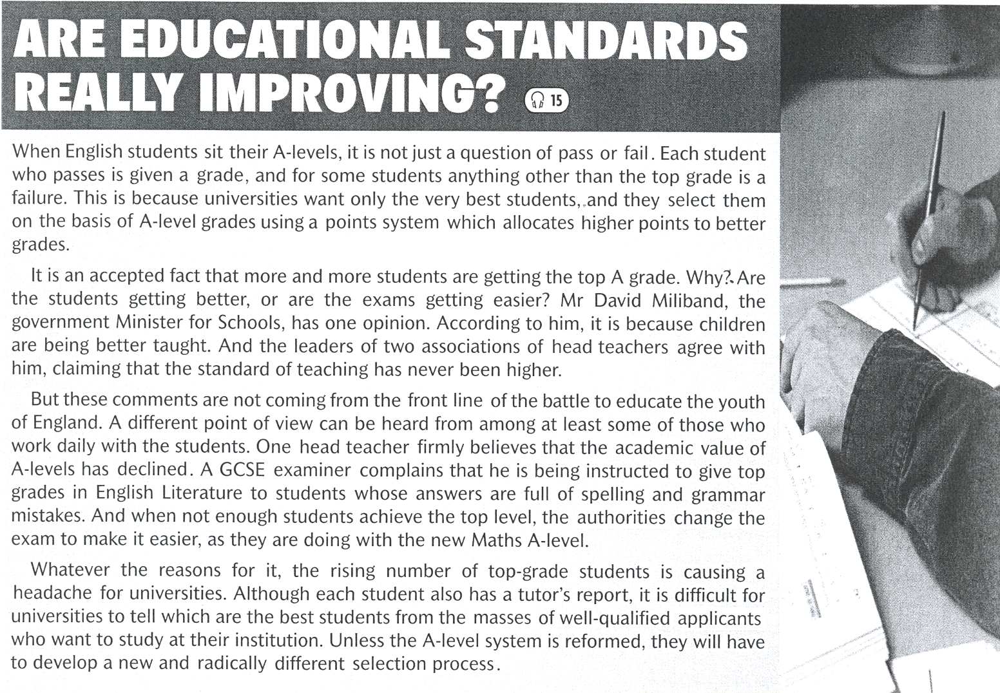 ARE EDUCATIONAL STANDARDS
REALLY IMPROVING? 15
When English students sit their A-levels, it is not just a question of pass or fail. Each student
who passes is given a grade, and for some students anything other than the top grade is a
failure. This is because universities want only the very best students, and they select them
on the basis of A-level grades using a points system which allocates higher points to better
grades.
It is an accepted fact that more and more students are getting the top A grade. Why? Are
the students getting better, or are the exams getting easier? Mr David Miliband, the
government Minister for Schools, has one opinion. According to him, it is because children
are being better taught. And the leaders of two associations of head teachers agree with
him, claiming that the standard of teaching has never been higher.
But these comments are not coming from the front line of the battle to educate the youth
of England. A different point of view can be heard from among at least some of those who
work daily with the students. One head teacher firmly believes that the academic value of
A-levels has declined. A GCSE examiner complains that he is being instructed to give top
grades in English Literature to students whose answers are full of spelling and grammar
mistakes. And when not enough students achieve the top level, the authorities change the
exam to make it easier, as they are doing with the new Maths A-level.
Whatever the reasons for it, the rising number of top-grade students is causing a
headache for universities. Although each student also has a tutor's report, it is difficult for
universities to tell which are the best students from the masses of well-qualified applicants
who want to study at their institution. Unless the A-level system is reformed, they will have
to develop a new and radically different selection process.